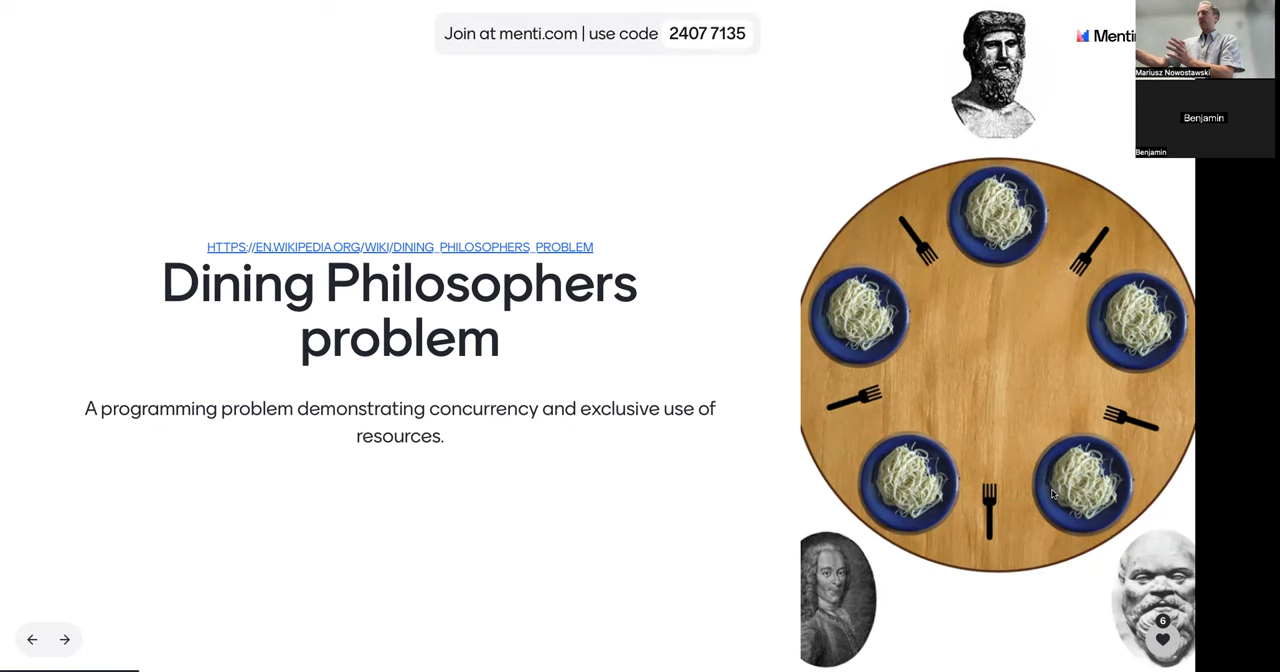 Join at menti.com | use code 2407 7135
Menti
Mariusz Nowostawski
Benjamin
Benjamin
HTTPS://EN.WIKIPEDIA.ORG/WIKI/DINING_PHILOSOPHERS_PROBLEM
Dining Philosophers
problem
A programming problem demonstrating concurrency and exclusive use of
resources.
6